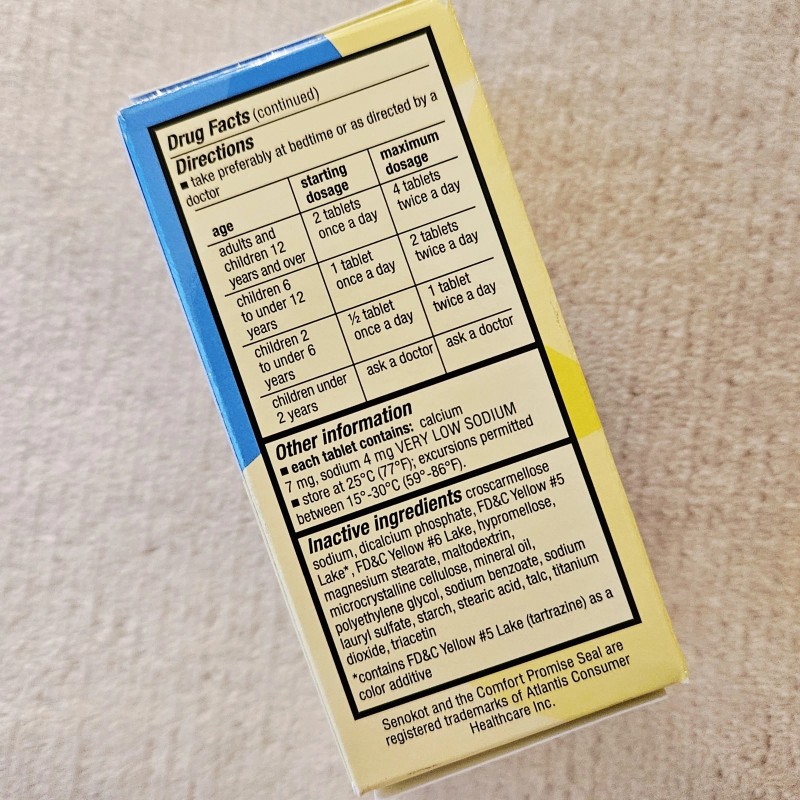 Drug Facts (continued)
Directions
■ take preferably at bedtime or as directed by a
doctor
age
starting
dosage
maximum
dosage
adults and
children 12
years and over
2 tablets
once a day
4 tablets
twice a day
children 6
to under 12
years
1 tablet
once a day
2 tablets
twice a day
children 2
to under 6
years
½ tablet
once a day
1 tablet
twice a day
children under
2 years
ask a doctor
ask a doctor
Other information
■ each tablet contains: calcium
7 mg, sodium 4 mg VERY LOW SODIUM
■ store at 25°C (77°F); excursions permitted
between 15°-30°C (59°-86°F).
Inactive ingredients croscarmellose
sodium, dicalcium phosphate, FD&C Yellow #5
Lake*, FD&C Yellow #6 Lake, hypromellose,
magnesium stearate, maltodextrin,
microcrystalline cellulose, mineral oil,
polyethylene glycol, sodium benzoate, sodium
lauryl sulfate, starch, stearic acid, talc, titanium
dioxide, triacetin
*contains FD&C Yellow #5 Lake (tartrazine) as a
color additive
Senokot and the Comfort Promise Seal are
registered trademarks of Atlantis Consumer
Healthcare Inc.